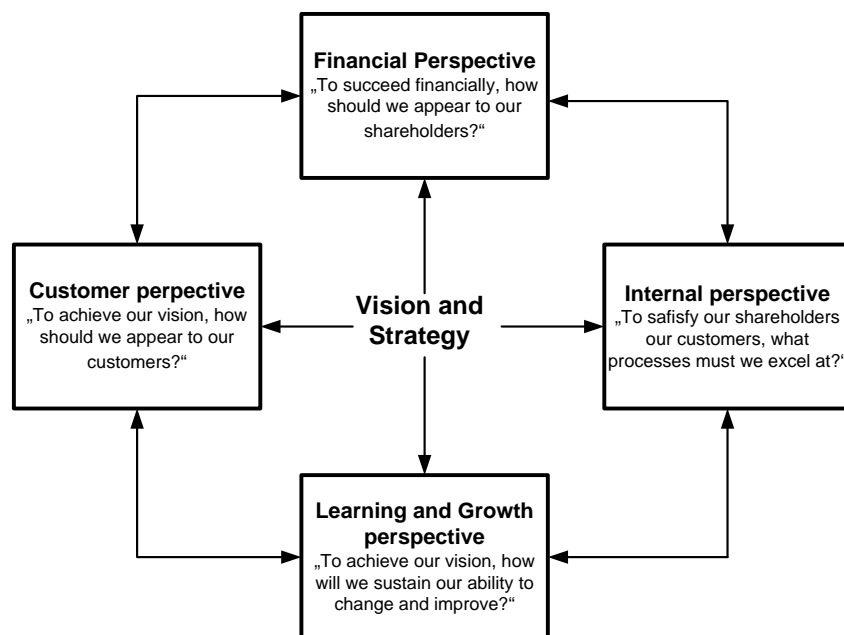 Financial Perspective
„To succeed financially, how
should we appear to our
shareholders?“
Customer perpective
„To achieve our vision, how
should we appear to our
customers?“
Vision and
Strategy
Internal perspective
„To safisfy our shareholders
our customers, what
processes must we excel at?“
Learning and Growth
perspective
„To achieve our vision, how
will we sustain our ability to
change and improve?“